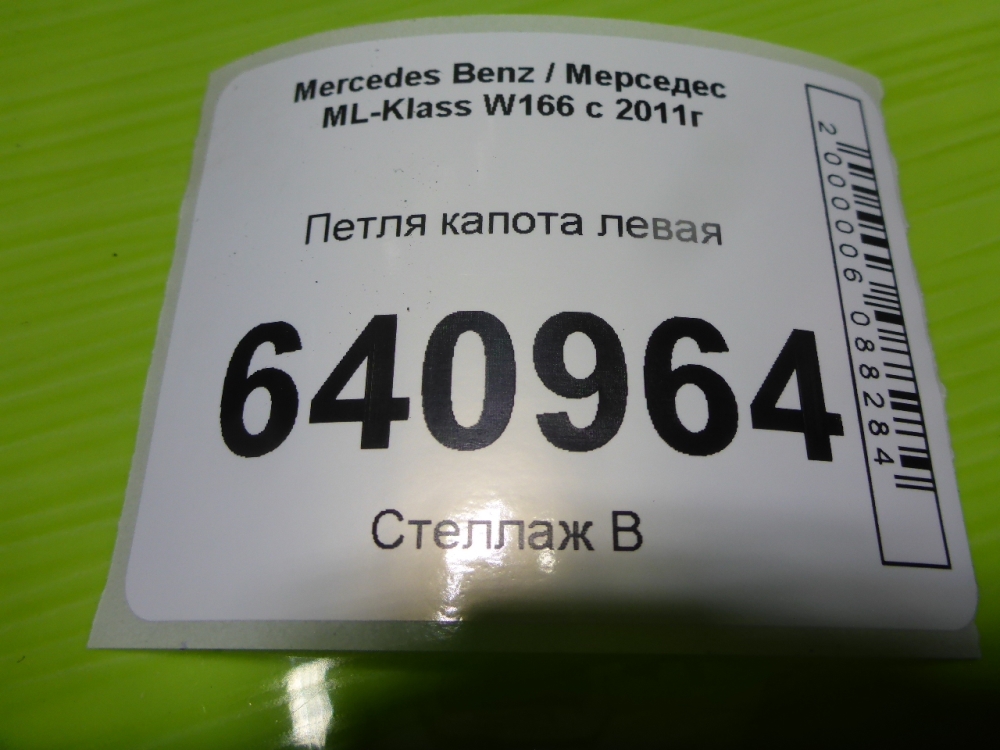 Mercedes Benz / Мерседес
ML-Klass W166 с 2011г
Петля капота левая
640964
Стеллаж В
2000006088284